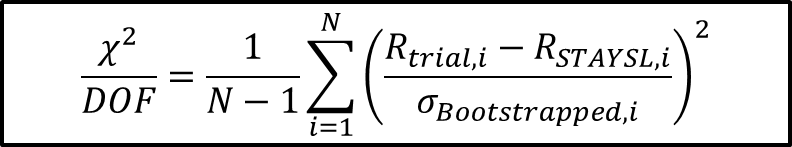 χ²/DOF = 1/(N − 1) ∑_{i=1}^{N} ((R_{trial,i} − R_{STAYSL,i})/σ_{Bootstrapped,i})²